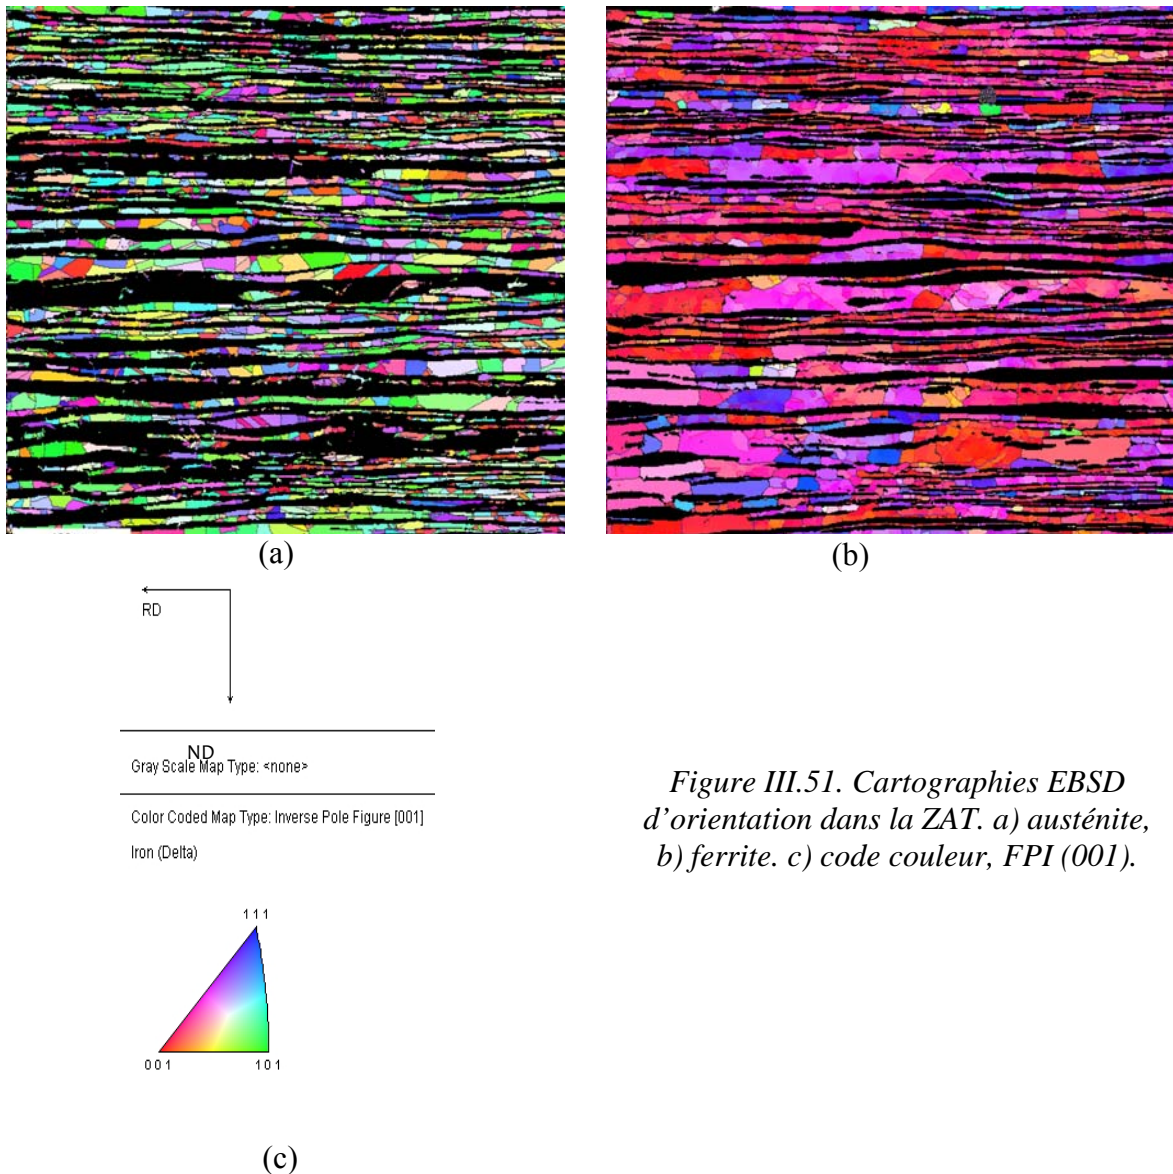 (a)
(b)
RD
ND
Gray Scale Map Type: <none>
Color Coded Map Type: Inverse Pole Figure [001]
Iron (Delta)
111
001
101
(c)
Figure III.51. Cartographies EBSD
d'orientation dans la ZAT. a) austénite,
b) ferrite. c) code couleur, FPI (001).